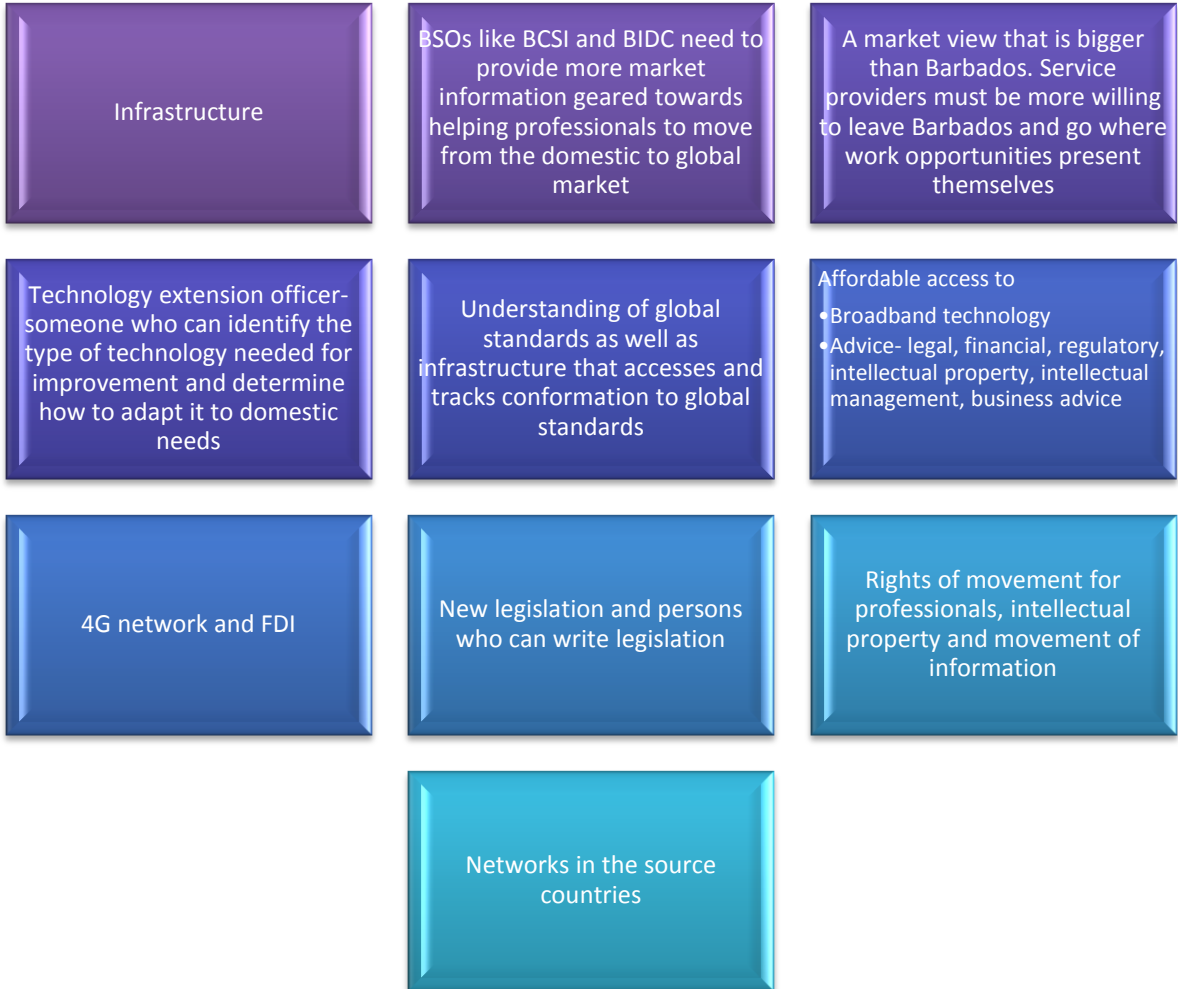 Infrastructure
BSOs like BCSI and BIDC need to
provide more market
information geared towards
helping professionals to move
from the domestic to global
market
A market view that is bigger
than Barbados. Service
providers must be more willing
to leave Barbados and go where
work opportunities present
themselves
Technology extension officer-
someone who can identify the
type of technology needed for
improvement and determine
how to adapt it to domestic
needs
Understanding of global
standards as well as
infrastructure that accesses and
tracks conformation to global
standards
Affordable access to
•Broadband technology
•Advice- legal, financial, regulatory,
intellectual property, intellectual
management, business advice
4G network and FDI
New legislation and persons
who can write legislation
Rights of movement for
professionals, intellectual
property and movement of
information
Networks in the source
countries